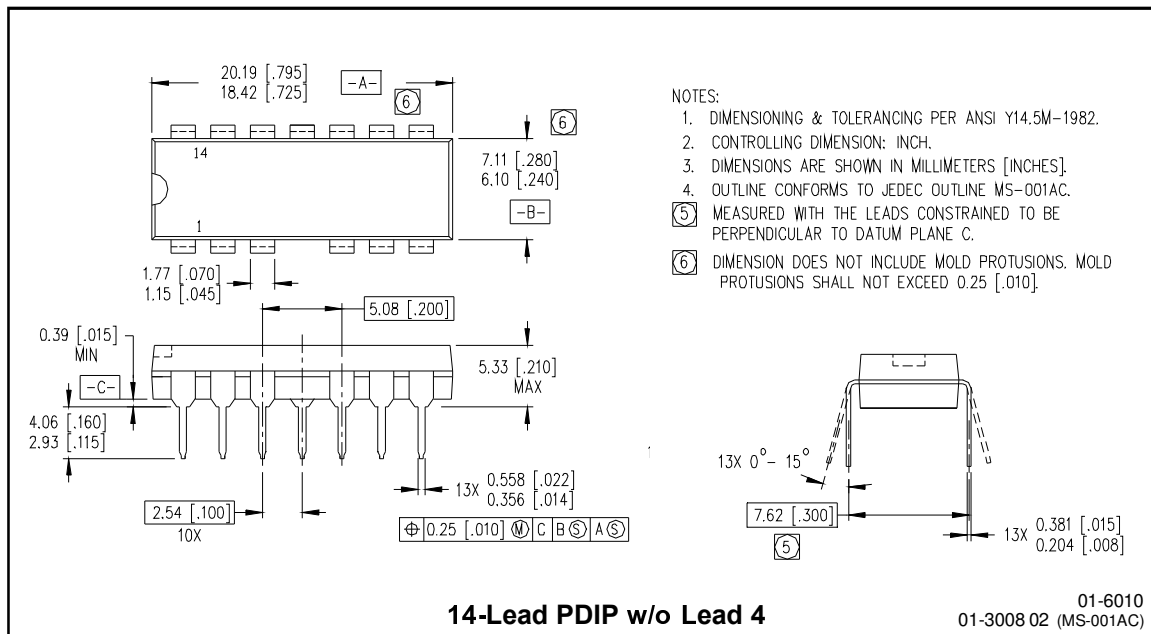 20.19 [.795]
18.42 [.725]
-A-
6
6
14
1
7.11 [.280]
6.10 [.240]
-B-
NOTES:
1. DIMENSIONING & TOLERANCING PER ANSI Y14.5M-1982.
2. CONTROLLING DIMENSION: INCH.
3. DIMENSIONS ARE SHOWN IN MILLIMETERS [INCHES].
4. OUTLINE CONFORMS TO JEDEC OUTLINE MS-001AC.
5 MEASURED WITH THE LEADS CONSTRAINED TO BE
PERPENDICULAR TO DATUM PLANE C.
6 DIMENSION DOES NOT INCLUDE MOLD PROTUSIONS. MOLD
PROTUSIONS SHALL NOT EXCEED 0.25 [.010].
1.77 [.070]
1.15 [.045]
5.08 [.200]
0.39 [.015]
MIN
-C-
5.33 [.210]
MAX
4.06 [.160]
2.93 [.115]
13X 0.558 [.022]
0.356 [.014]
2.54 [.100]
10X
⌖ 0.25 [.010] Ⓜ C B Ⓢ A Ⓢ
13X 0°- 15°
7.62 [.300]
5
13X 0.381 [.015]
0.204 [.008]
14-Lead PDIP w/o Lead 4
01-6010
01-3008 02 (MS-001AC)